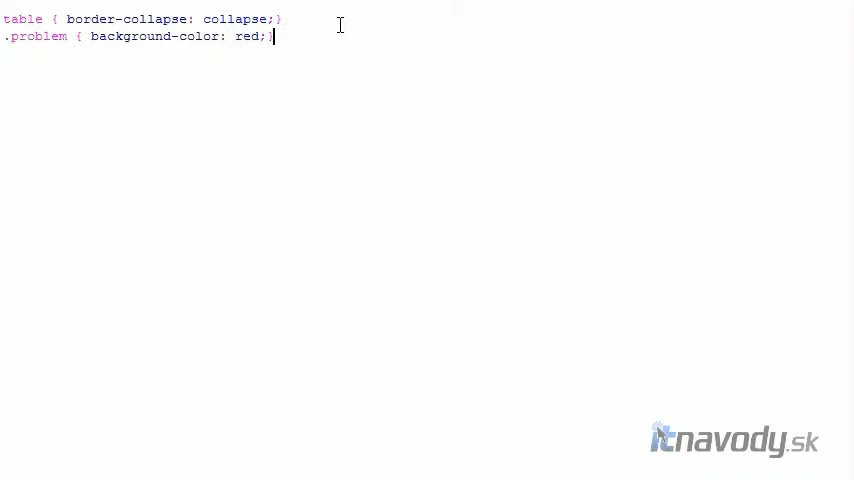 table { border-collapse: collapse;}
.problem { background-color: red;}
itnavody.sk